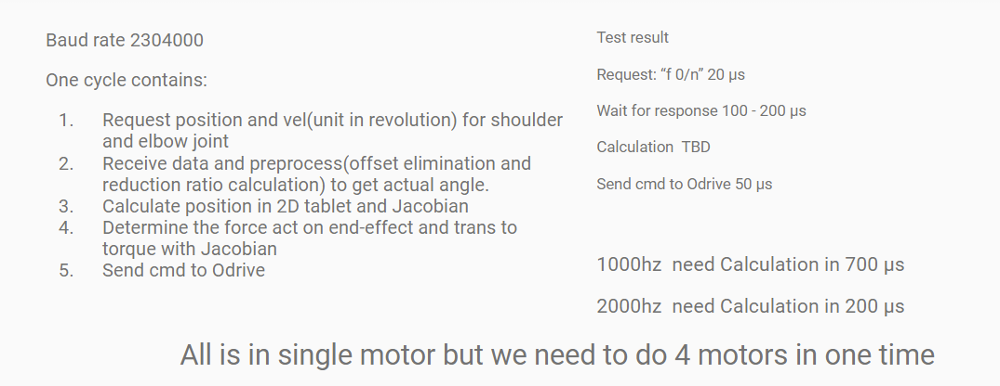 Baud rate 2304000
One cycle contains:
1. Request position and vel(unit in revolution) for shoulder
and elbow joint
2. Receive data and preprocess(offset elimination and
reduction ratio calculation) to get actual angle.
3. Calculate position in 2D tablet and Jacobian
4. Determine the force act on end-effect and trans to
torque with Jacobian
5. Send cmd to Odrive
Test result
Request: “f 0/n” 20 μs
Wait for response 100 - 200 μs
Calculation TBD
Send cmd to Odrive 50 μs
1000hz need Calculation in 700 μs
2000hz need Calculation in 200 μs
All is in single motor but we need to do 4 motors in one time